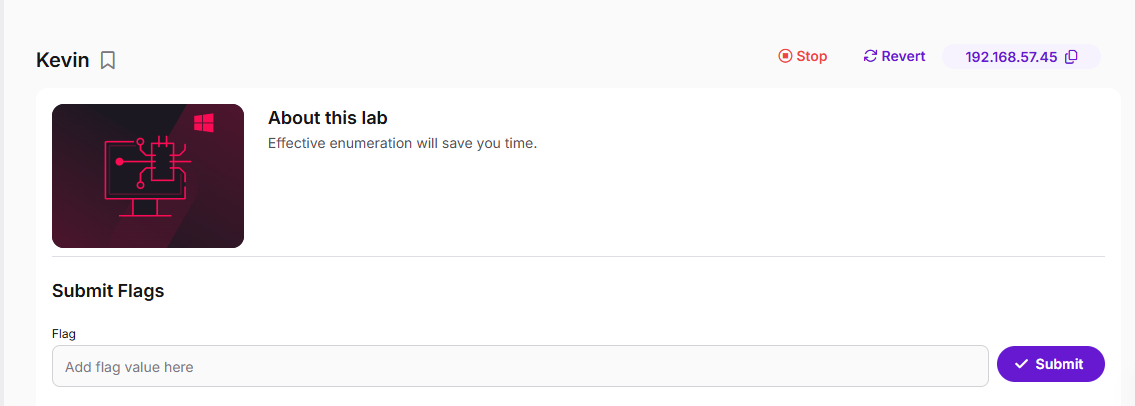 Kevin
Stop
Revert
192.168.57.45
About this lab
Effective enumeration will save you time.
Submit Flags
Flag
Add flag value here
Submit